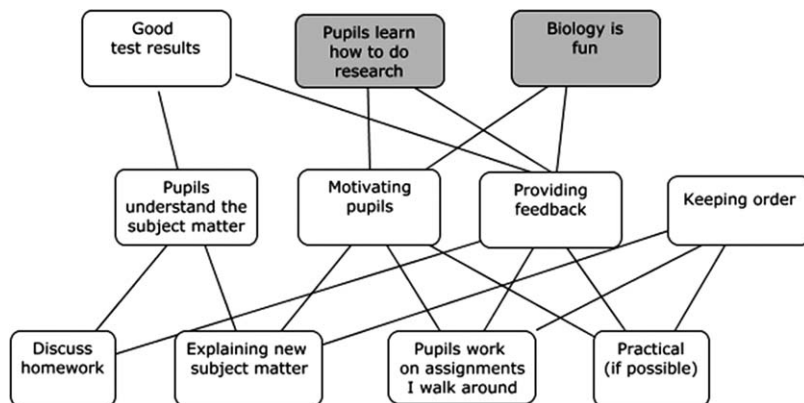 Good
test results
Pupils learn
how to do
research
Biology is
fun
Pupils
understand the
subject matter
Motivating
pupils
Providing
feedback
Keeping order
Discuss
homework
Explaining new
subject matter
Pupils work
on assignments
I walk around
Practical
(if possible)